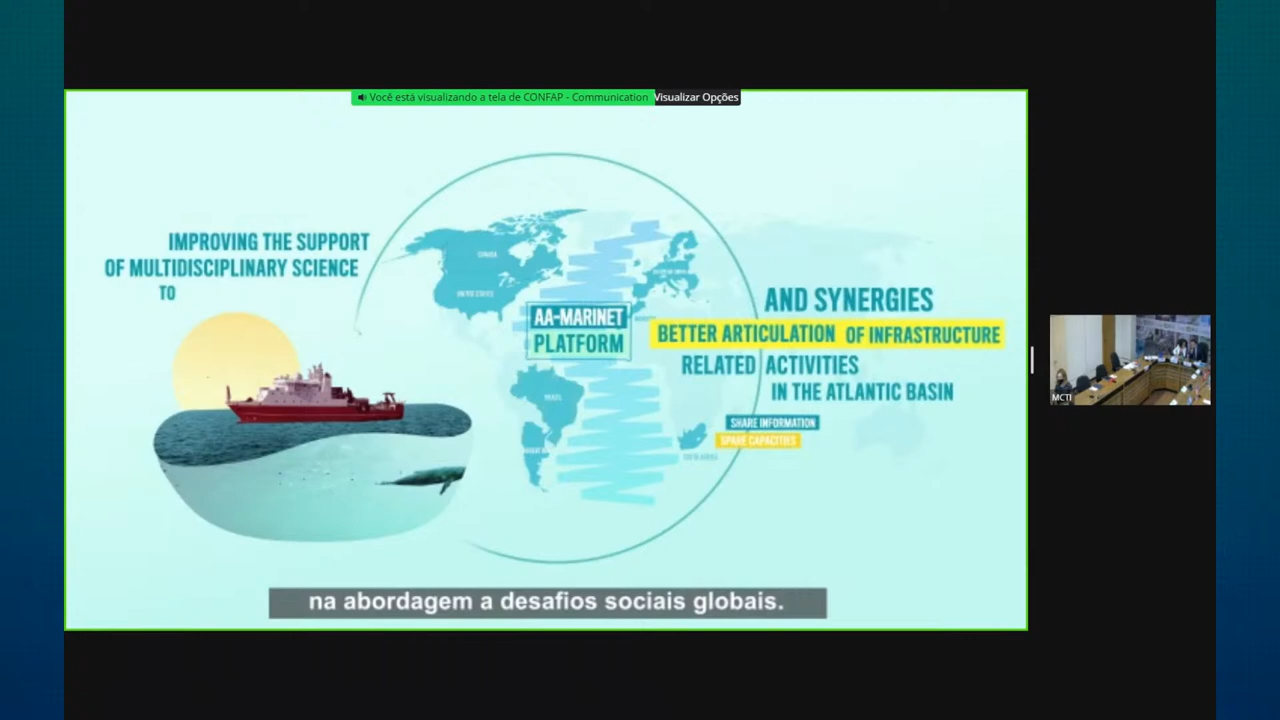 Você está visualizando a tela de CONFAP - Communication Visualizar Opções
IMPROVING THE SUPPORT
OF MULTIDISCIPLINARY SCIENCE
TO
CANADA
UNITED STATES
AA-MARINET
PLATFORM
BRASIL
SOUTH AFRICA
AND SYNERGIES
BETTER ARTICULATION OF INFRASTRUCTURE
RELATED ACTIVITIES
IN THE ATLANTIC BASIN
SHARE INFORMATION
SPARE CAPACITIES
na abordagem a desafios sociais globais.
MCTI